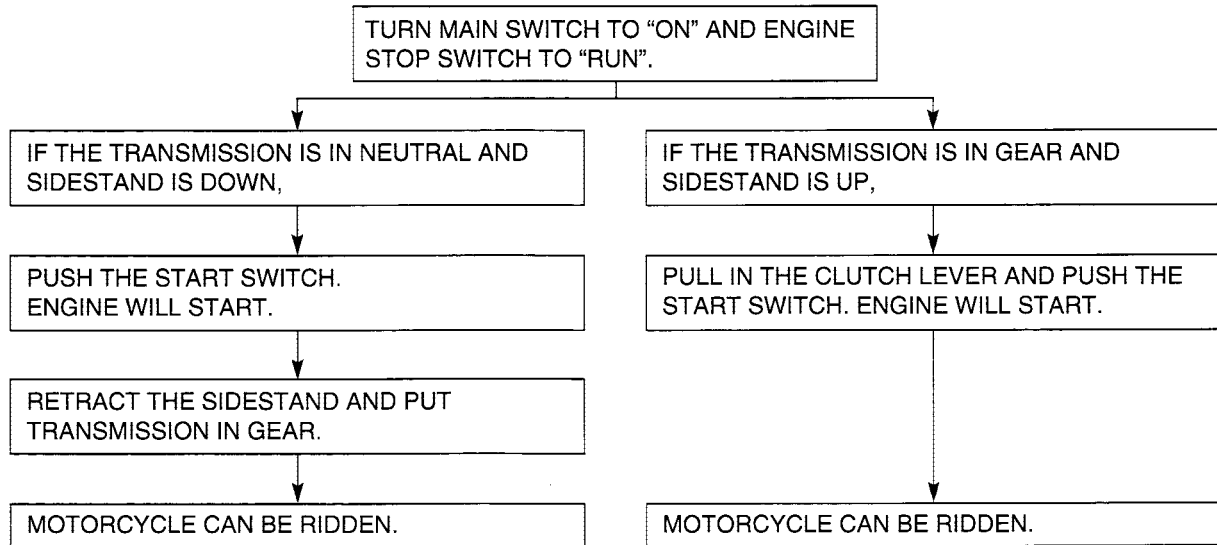 TURN MAIN SWITCH TO “ON” AND ENGINE
STOP SWITCH TO “RUN”.
IF THE TRANSMISSION IS IN NEUTRAL AND
SIDESTAND IS DOWN,
PUSH THE START SWITCH.
ENGINE WILL START.
RETRACT THE SIDESTAND AND PUT
TRANSMISSION IN GEAR.
MOTORCYCLE CAN BE RIDDEN.
IF THE TRANSMISSION IS IN GEAR AND
SIDESTAND IS UP,
PULL IN THE CLUTCH LEVER AND PUSH THE
START SWITCH. ENGINE WILL START.
MOTORCYCLE CAN BE RIDDEN.